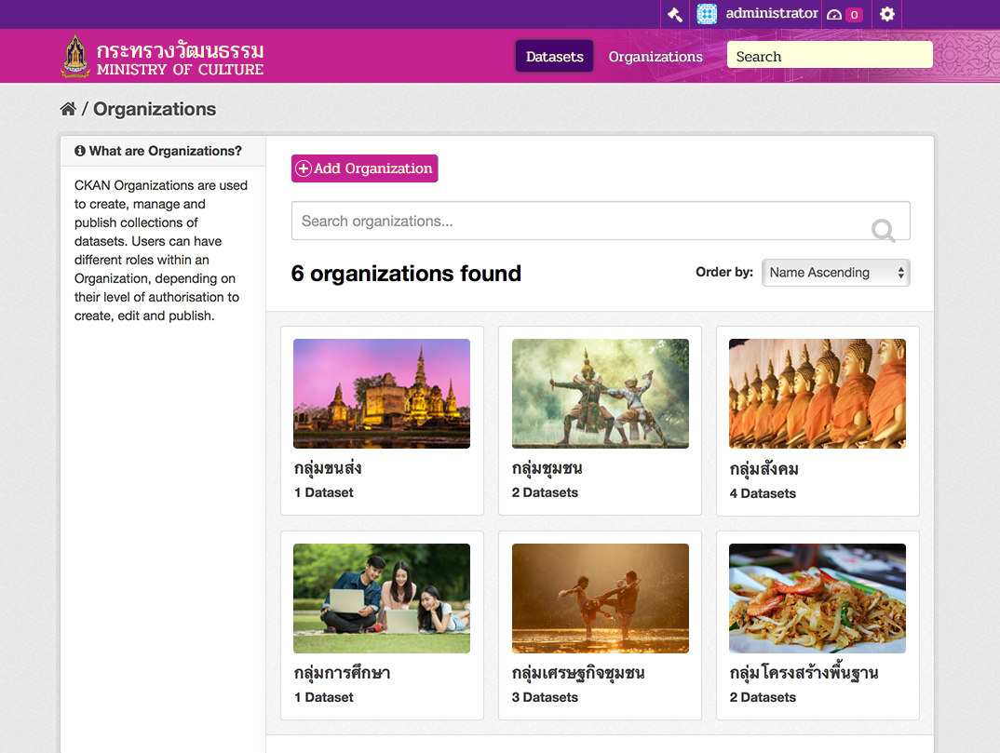 administrator
0
กระทรวงวัฒนธรรม
MINISTRY OF CULTURE
Datasets
Organizations
Search
/ Organizations
What are Organizations?
CKAN Organizations are used
to create, manage and
publish collections of
datasets. Users can have
different roles within an
Organization, depending on
their level of authorisation to
create, edit and publish.
Add Organization
Search organizations...
6 organizations found
Order by:
Name Ascending
กลุ่มขนส่ง
1 Dataset
กลุ่มชุมชน
2 Datasets
กลุ่มสังคม
4 Datasets
กลุ่มการศึกษา
1 Dataset
กลุ่มเศรษฐกิจชุมชน
3 Datasets
กลุ่มโครงสร้างพื้นฐาน
2 Datasets